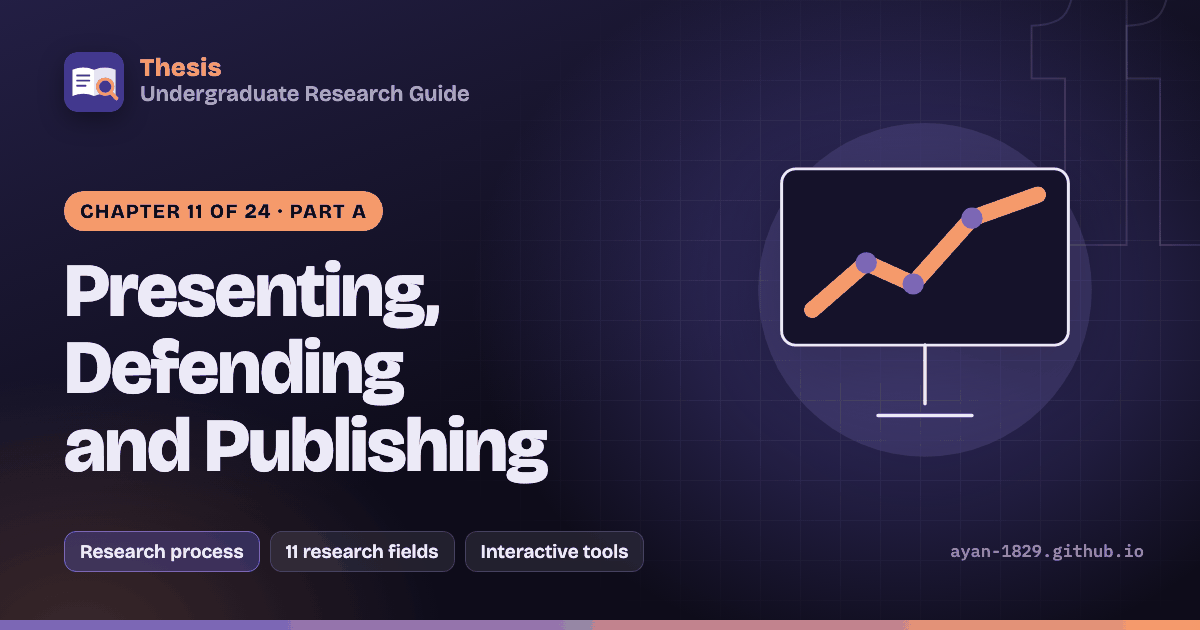 Thesis
Undergraduate Research Guide
CHAPTER 11 OF 24 · PART A
Presenting,
Defending
and Publishing
Research process
11 research fields
Interactive tools
ayan-1829.github.io
11